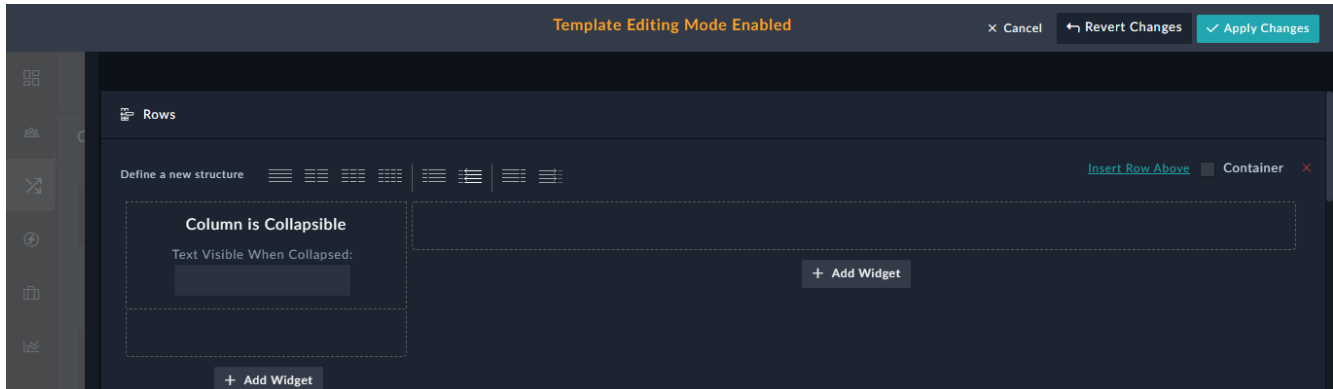 Template Editing Mode Enabled
Cancel
Revert Changes
Apply Changes
Rows
Define a new structure
Insert Row Above
Container
Column is Collapsible
Text Visible When Collapsed:
+ Add Widget
+ Add Widget